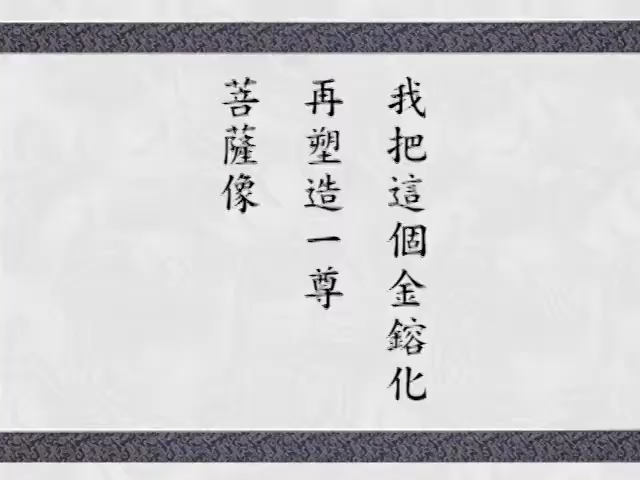 我把這個金鎔化
再塑造一尊
菩薩像